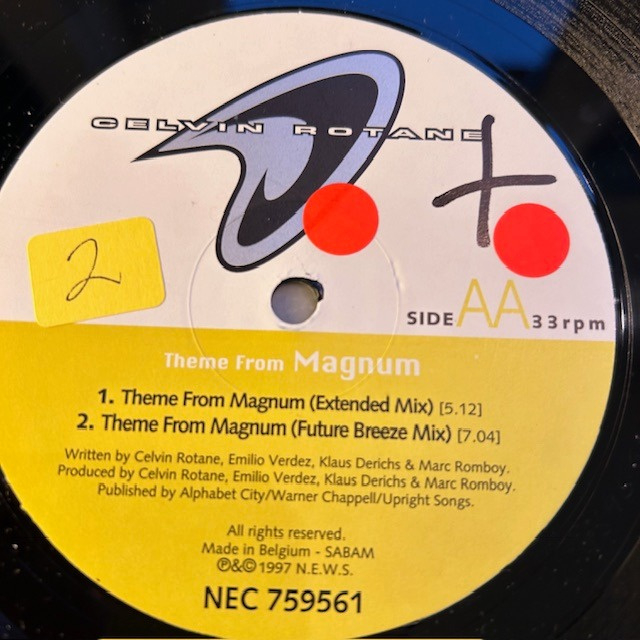 CELVIN ROTANE
2
SIDE AA 33rpm
Theme From Magnum
1. Theme From Magnum (Extended Mix) [5.12]
2. Theme From Magnum (Future Breeze Mix) [7.04]
Written by Celvin Rotane, Emilio Verdez, Klaus Derichs & Marc Romboy.
Produced by Celvin Rotane, Emilio Verdez, Klaus Derichs & Marc Romboy.
Published by Alphabet City/Warner Chappell/Upright Songs.
All rights reserved.
Made in Belgium - SABAM
℗&© 1997 N.E.W.S.
NEC 759561